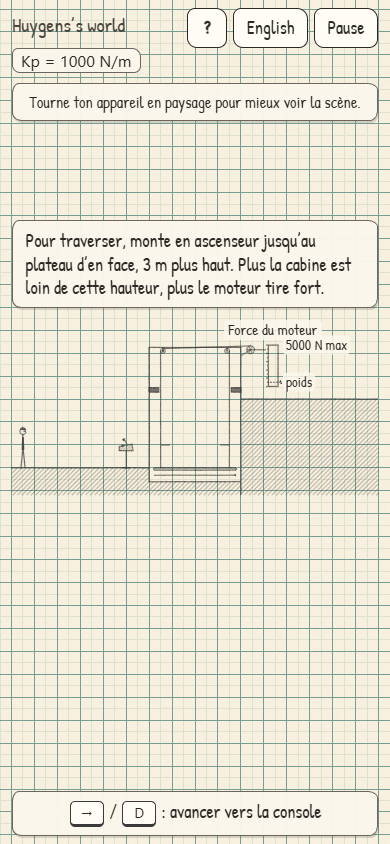 Huygens's world
?
English
Pause
Kp = 1000 N/m
Tourne ton appareil en paysage pour mieux voir la scène.
Pour traverser, monte en ascenseur jusqu'au
plateau d'en face, 3 m plus haut. Plus la cabine est
loin de cette hauteur, plus le moteur tire fort.
Force du moteur
5000 N max
poids
→ / D : avancer vers la console